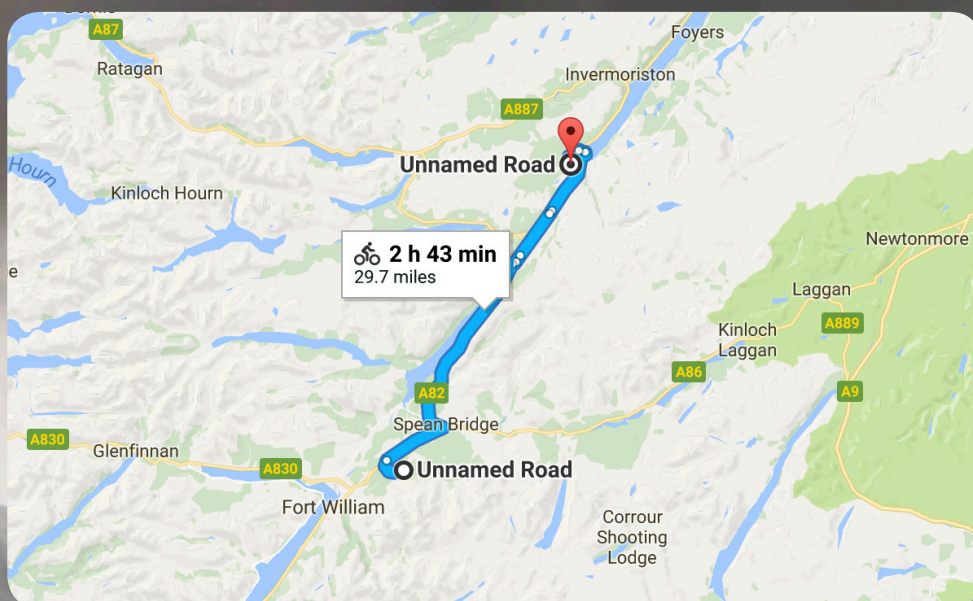 A87
Ratagan
Foyers
Invermoriston
A887
Unnamed Road
Hourn
Kinloch Hourn
2 h 43 min
29.7 miles
Newtonmore
e
Laggan
A889
Kinloch
Laggan
A86
A9
A82
Spean Bridge
A830
Glenfinnan
A830
Unnamed Road
Fort William
Corrour
Shooting
Lodge